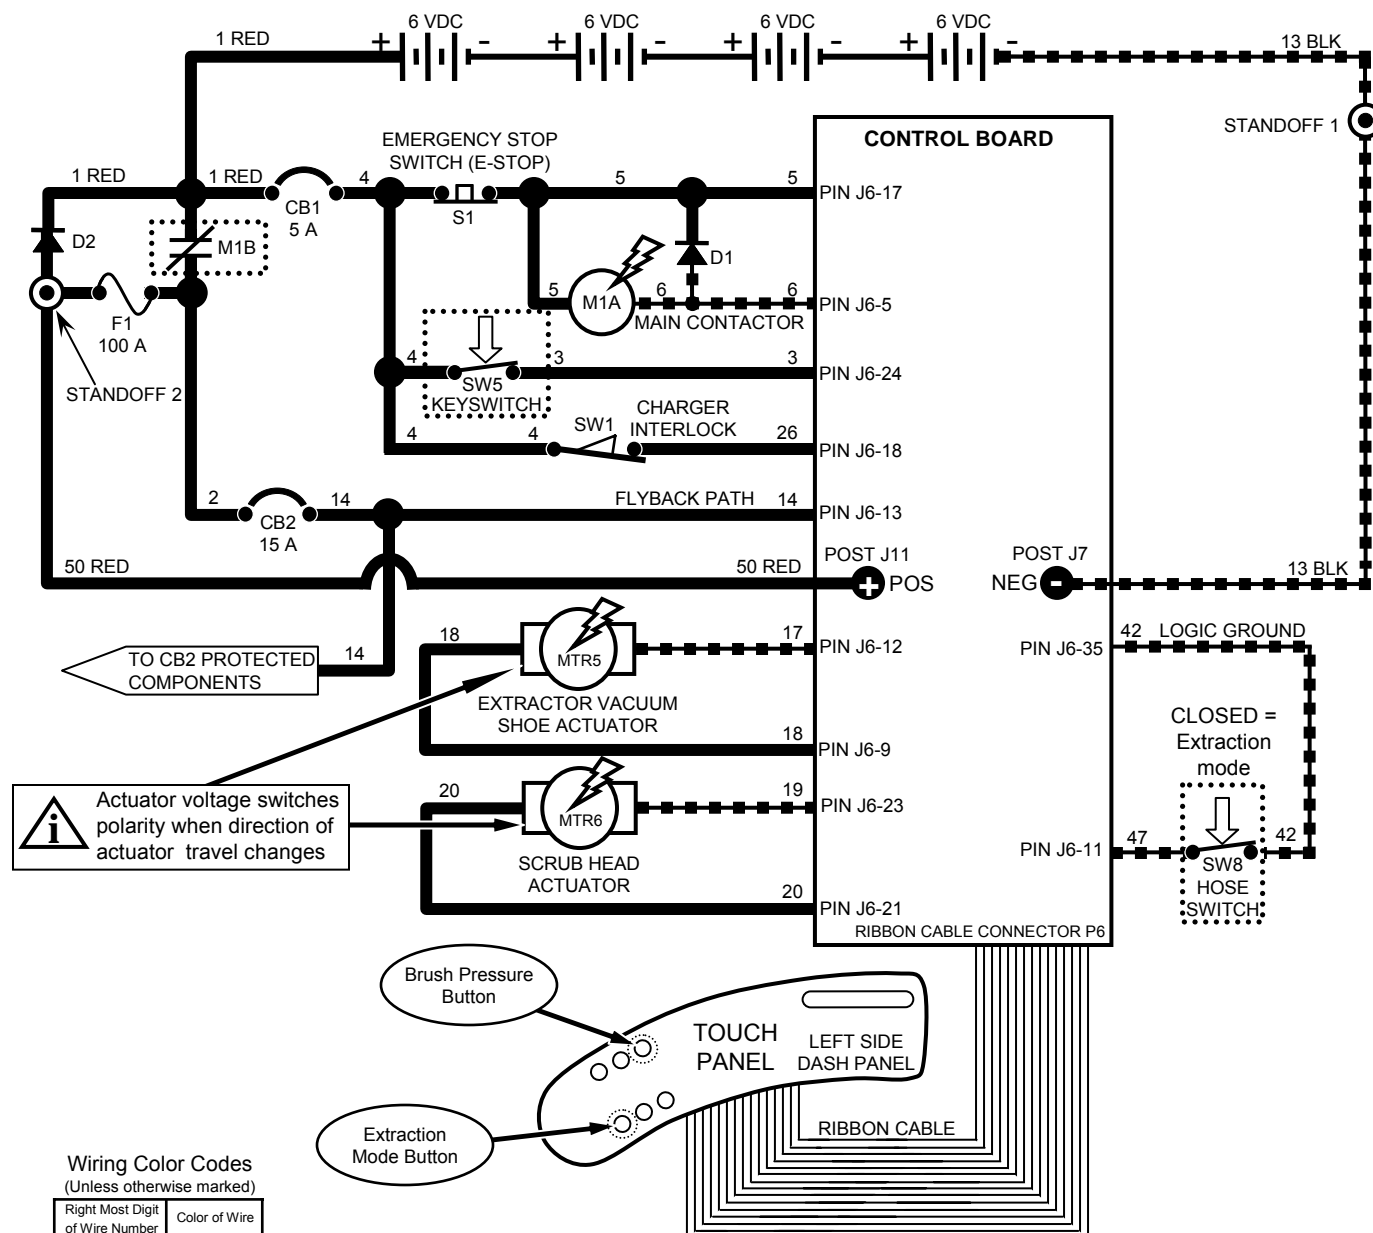 6 VDC 6 VDC 6 VDC 6 VDC
+ - + - + - + -
1 RED
13 BLK
STANDOFF 1
EMERGENCY STOP
SWITCH (E-STOP)
CONTROL BOARD
1 RED 1 RED 4 5 5
PIN J6-17
CB1
5 A
S1
D2
M1B
D1
5 6 6
M1A
PIN J6-5
MAIN CONTACTOR
F1
100 A
4 3 3
PIN J6-24
STANDOFF 2
SW5
KEYSWITCH
CHARGER
INTERLOCK
SW1
4 4 26
PIN J6-18
2 14 FLYBACK PATH 14
PIN J6-13
CB2
15 A
POST J11
POST J7
50 RED 50 RED
+ POS
NEG -
13 BLK
18 17
PIN J6-12
MTR5
42 LOGIC GROUND
PIN J6-35
14
TO CB2 PROTECTED
COMPONENTS
EXTRACTOR VACUUM
SHOE ACTUATOR
CLOSED =
Extraction
mode
18
PIN J6-9
i
Actuator voltage switches
polarity when direction of
actuator travel changes
20 19
PIN J6-23
MTR6
SCRUB HEAD
ACTUATOR
PIN J6-11
47 42
SW8
HOSE
SWITCH
20
PIN J6-21
RIBBON CABLE CONNECTOR P6
Brush Pressure
Button
TOUCH
PANEL
LEFT SIDE
DASH PANEL
Extraction
Mode Button
RIBBON CABLE
Wiring Color Codes
(Unless otherwise marked)
Right Most Digit
of Wire Number
Color of Wire